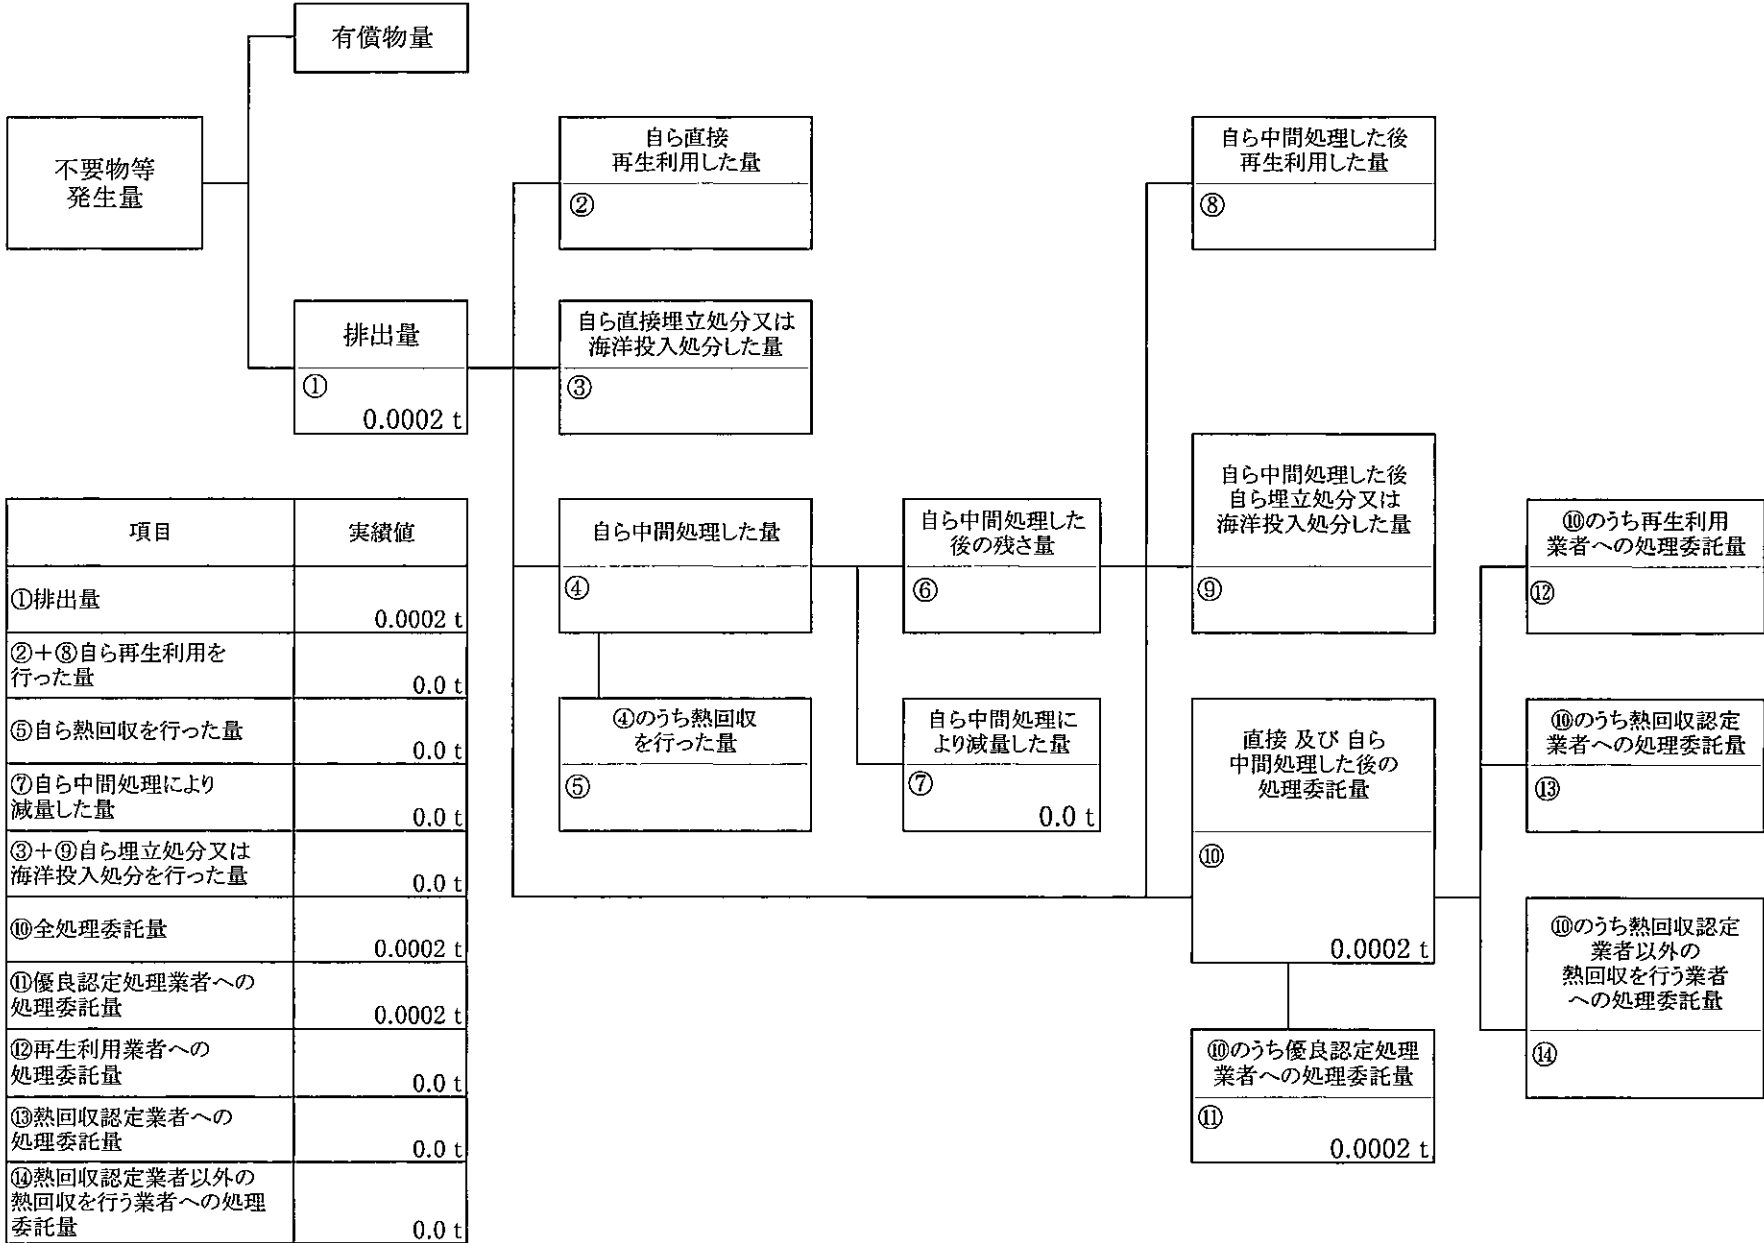 有償物量
不要物等
発生量
自ら直接
再生利用した量
②
自ら中間処理した後
再生利用した量
⑧
排出量
①
0.0002 t
自ら直接埋立処分又は
海洋投入処分した量
③
項目 実績値
①排出量
0.0002 t
②+⑧自ら再生利用を
行った量
0.0 t
⑤自ら熱回収を行った量
0.0 t
⑦自ら中間処理により
減量した量
0.0 t
③+⑨自ら埋立処分又は
海洋投入処分を行った量
0.0 t
⑩全処理委託量
0.0002 t
⑪優良認定処理業者への
処理委託量
0.0002 t
⑫再生利用業者への
処理委託量
0.0 t
⑬熱回収認定業者への
処理委託量
0.0 t
⑭熱回収認定業者以外の
熱回収を行う業者への処理
委託量
0.0 t
自ら中間処理した量
④
④のうち熱回収
を行った量
⑤
自ら中間処理した
後の残さ量
⑥
自ら中間処理に
より減量した量
⑦
0.0 t
自ら中間処理した後
自ら埋立処分又は
海洋投入処分した量
⑨
直接 及び 自ら
中間処理した後の
処理委託量
⑩
0.0002 t
⑩のうち優良認定処理
業者への処理委託量
⑪
0.0002 t
⑩のうち再生利用
業者への処理委託量
⑫
⑩のうち熱回収認定
業者への処理委託量
⑬
⑩のうち熱回収認定
業者以外の
熱回収を行う業者
への処理委託量
⑭